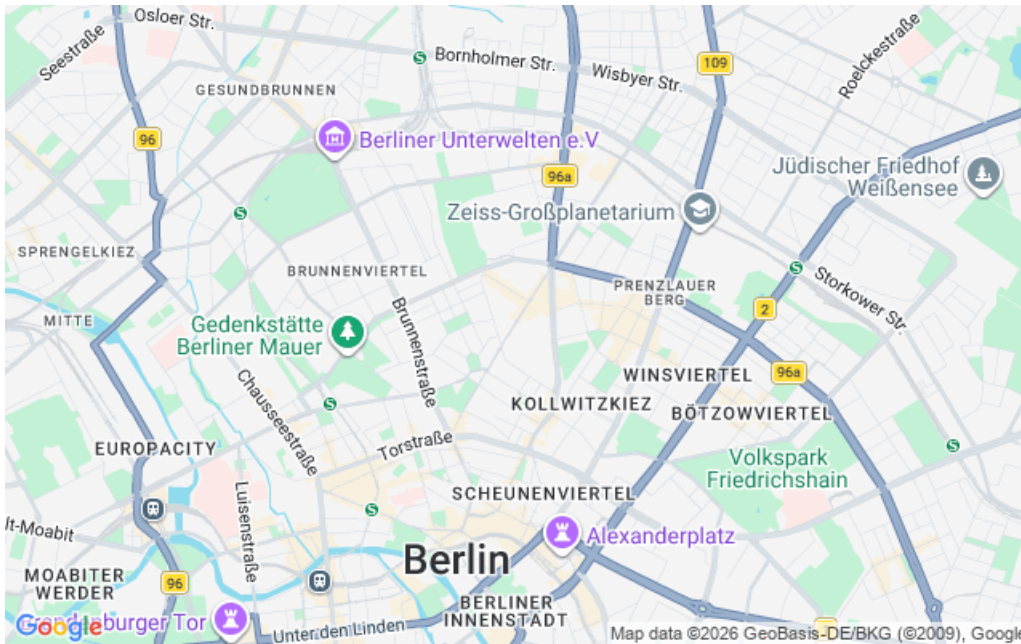 Osloer Str.
Seestraße
Bornholmer Str.
Wisbyer Str.
109
Roelckestraße
GESUNDBRUNNEN
96
Berliner Unterwelten e.V
96a
Jüdischer Friedhof
Weißensee
Zeiss-Großplanetarium
SPRENGELKIEZ
BRUNNENVIERTEL
PRENZLAUER
BERG
Storkower Str.
MITTE
2
Gedenkstätte
Berliner Mauer
Brunnenstraße
96a
WINSVIERTEL
Chausseestraße
KOLLWITZKIEZ
BÖTZOWVIERTEL
Torstraße
EUROPACITY
Volkspark
Friedrichshain
Luisenstraße
SCHEUNENVIERTEL
lt-Moabit
Alexanderplatz
Berlin
MOABITER
WERDER
96
BERLINER
INNENSTADT
Brandenburger Tor
Google
Unter den Linden
Map data ©2026 GeoBasis-DE/BKG (©2009), Google